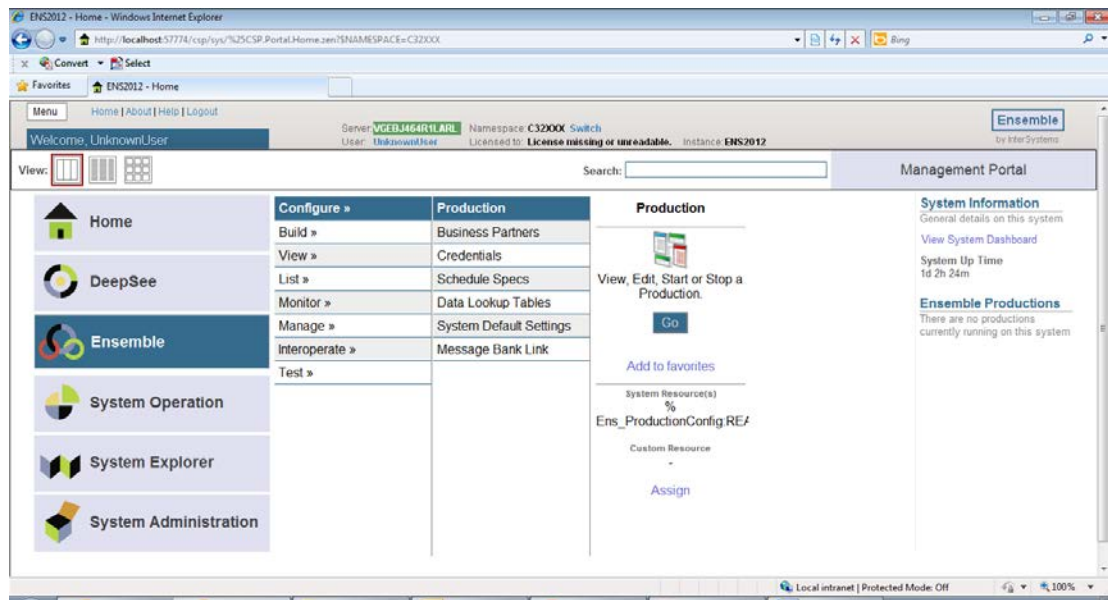 ENS2012 - Home - Windows Internet Explorer
http://localhost:57774/csp/sys/%25CSP.Portal.Home.zen?$NAMESPACE=C32XXX
Bing
x Convert Select
Favorites ENS2012 - Home
Menu Home | About | Help | Logout
Server: VGEBJ464R1LARL Namespace: C32XXX Switch
Ensemble
Welcome, UnknownUser
User: UnknownUser Licensed to: License missing or unreadable. Instance: ENS2012
by InterSystems
View: Search: Management Portal
Home
DeepSee
Ensemble
System Operation
System Explorer
System Administration
Configure »
Build »
View »
List »
Monitor »
Manage »
Interoperate »
Test »
Production
Business Partners
Credentials
Schedule Specs
Data Lookup Tables
System Default Settings
Message Bank Link
Production
View, Edit, Start or Stop a
Production.
Go
Add to favorites
System Resource(s)
%
Ens_ProductionConfig:REA
Custom Resource
-
Assign
System Information
General details on this system
View System Dashboard
System Up Time
1d 2h 24m
Ensemble Productions
There are no productions
currently running on this system
Local intranet | Protected Mode: Off 100%